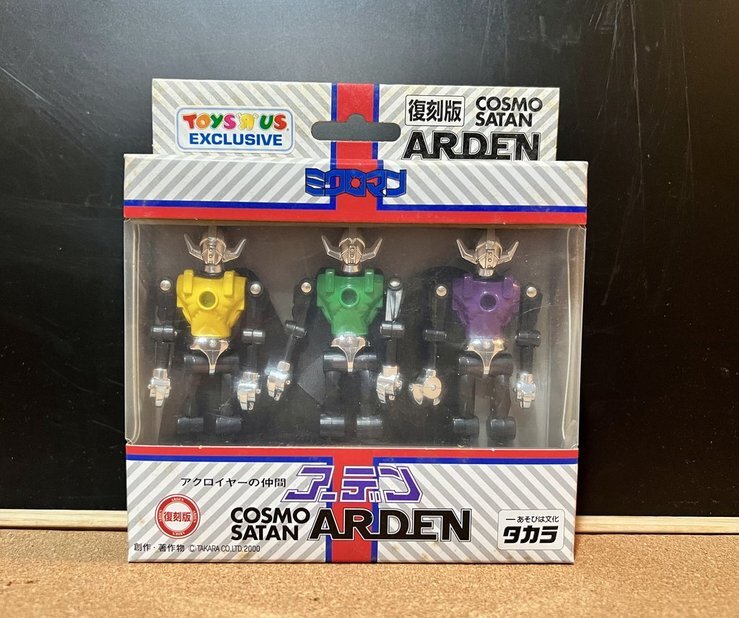 TOYS"R"US
EXCLUSIVE
復刻版
COSMO
SATAN
ARDEN
ミクロマン
アクロイヤーの仲間
アーデン
復刻版
COSMO
SATAN
ARDEN
あそびは文化
タカラ
創作・著作物 © TAKARA CO.,LTD.2000